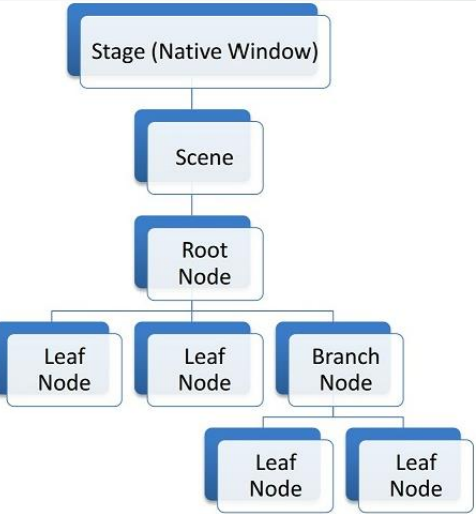 Stage (Native Window)
Scene
Root
Node
Leaf
Node
Leaf
Node
Branch
Node
Leaf
Node
Leaf
Node